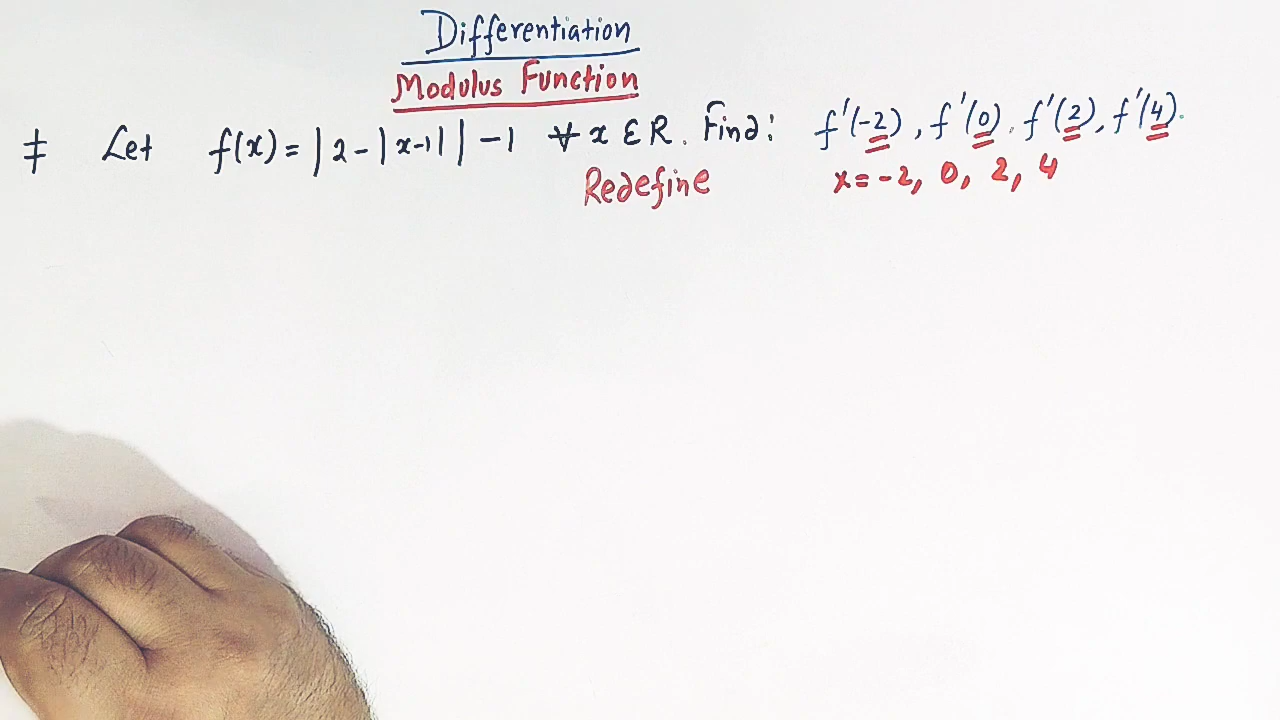 Differentiation
Modulus Function
‡ Let f(x) = |2 - |x-1|| - 1 ∀ x ε R. Find: f'(-2), f'(0), f'(2), f'(4).
Redefine x = -2, 0, 2, 4